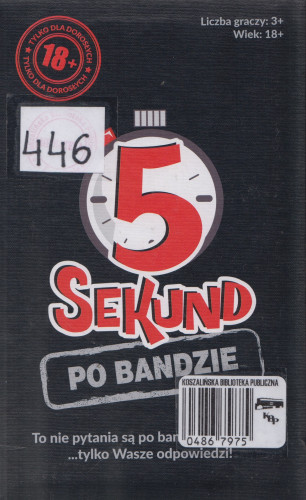 TYLKO DLA DOROSŁYCH
18+
TYLKO DLA DOROSŁYCH
Liczba graczy: 3+
Wiek: 18+
446
5
SEKUND
PO BANDZIE
KOSZALIŃSKA BIBLIOTEKA PUBLICZNA
KBP
0486 7975
To nie pytania są po ban
...tylko Wasze odpowiedzi!